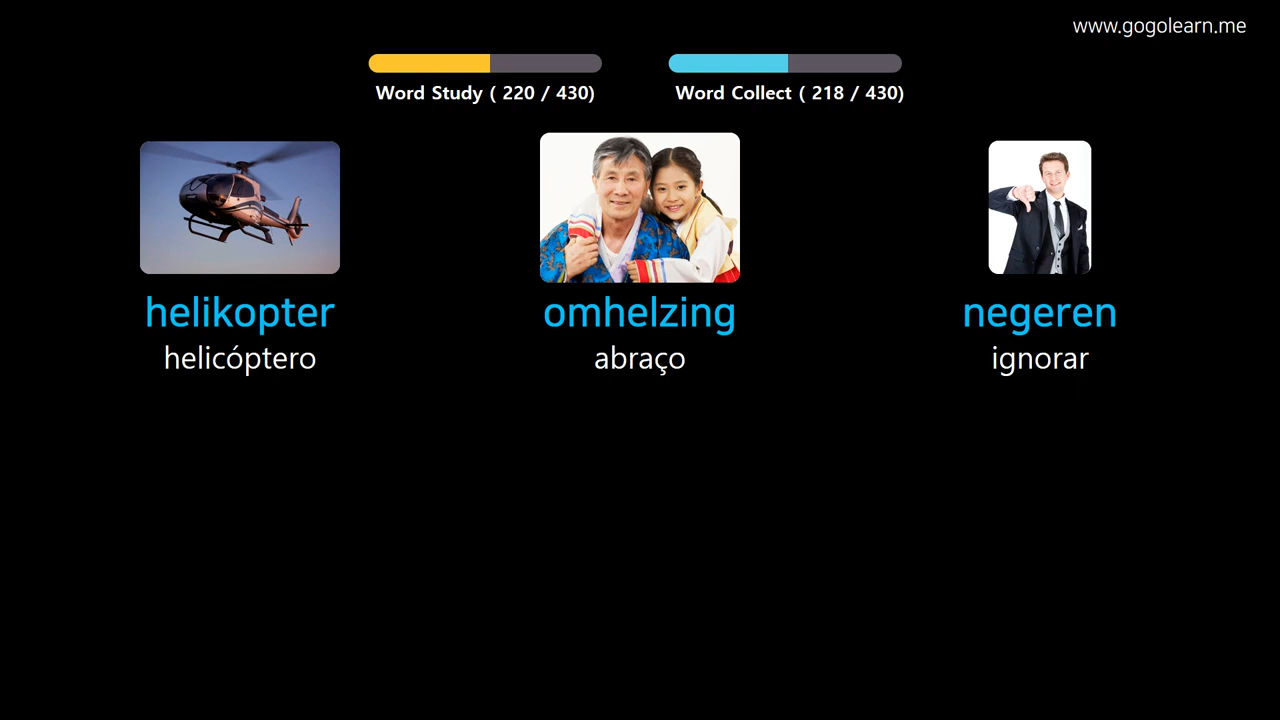 www.gogolearn.me
Word Study ( 220 / 430)
Word Collect ( 218 / 430)
helikopter
helicóptero
omhelzing
abraço
negeren
ignorar